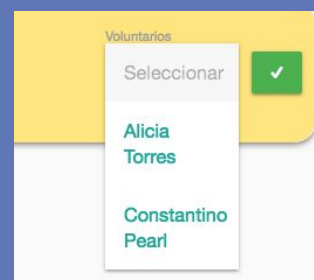 Voluntarios
Seleccionar
Alicia
Torres
Constantino
Pearl